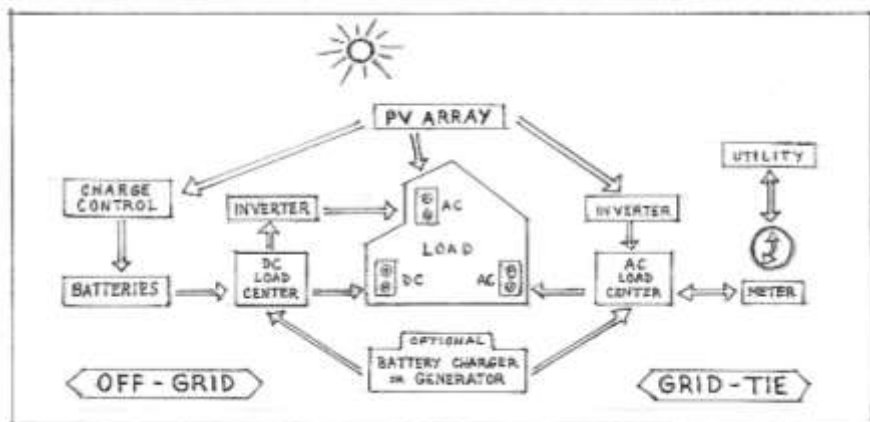 PV ARRAY
UTILITY
CHARGE
CONTROL
INVERTER
AC
INVERTER
LOAD
BATTERIES
DC
LOAD
CENTER
DC
AC
AC
LOAD
CENTER
METER
OPTIONAL
BATTERY CHARGER
OR GENERATOR
OFF-GRID
GRID-TIE